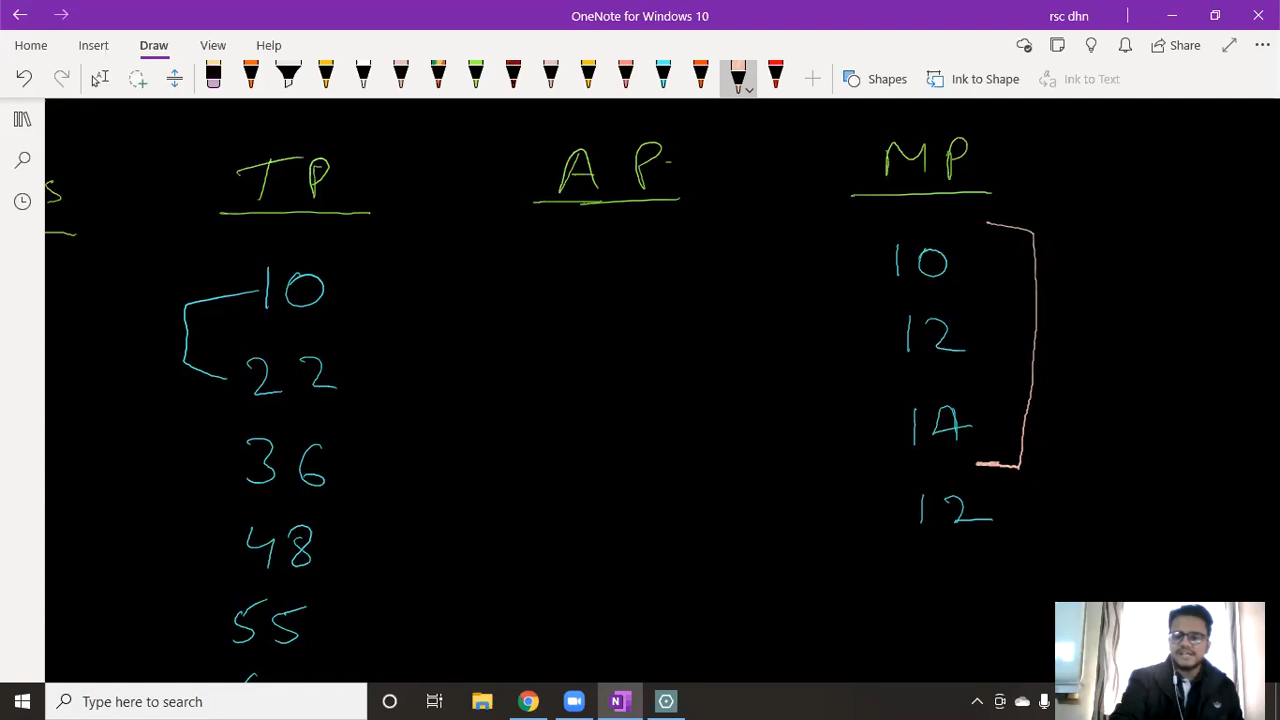 OneNote for Windows 10
rsc dhn
Home Insert Draw View Help
Share
Shapes
Ink to Shape
Ink to Text
S
TP
AP
MP
10
22
36
48
55
10
12
14
12
Type here to search